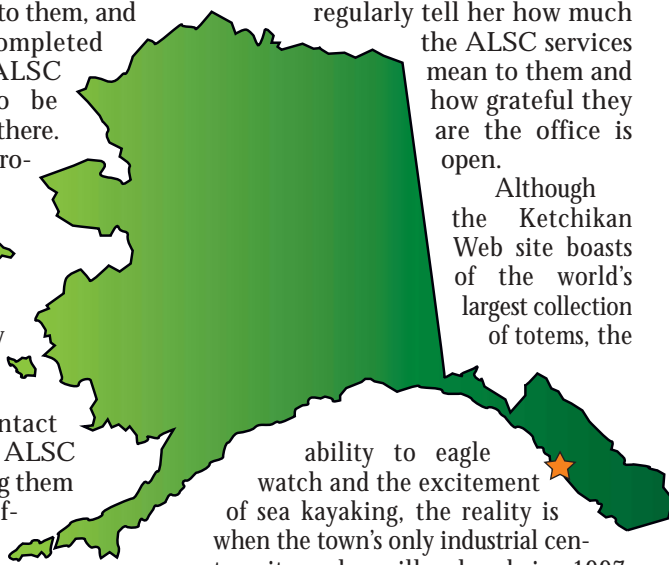 to them, and
ompleted
ALSC
o be
there.
ro-
ntact
ALSC
g them
f-
regularly tell her how much
the ALSC services
mean to them and
how grateful they
are the office is
open.
Although
the Ketchikan
Web site boasts
of the world's
largest collection
of totems, the
ability to eagle
watch and the excitement
of sea kayaking, the reality is
when the town's only industrial cen-